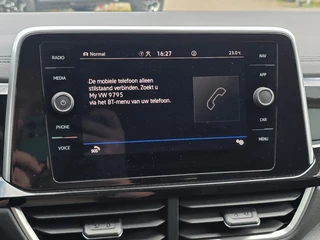 RADIO
MEDIA
PHONE
VOICE
Normal
16:27
23.0°C
De mobiele telefoon alleen
stilstaand verbinden. Zoekt u
My VW 9795
via het BT-menu van uw telefoon.
SOS
NAV
APP
CAR
MENU